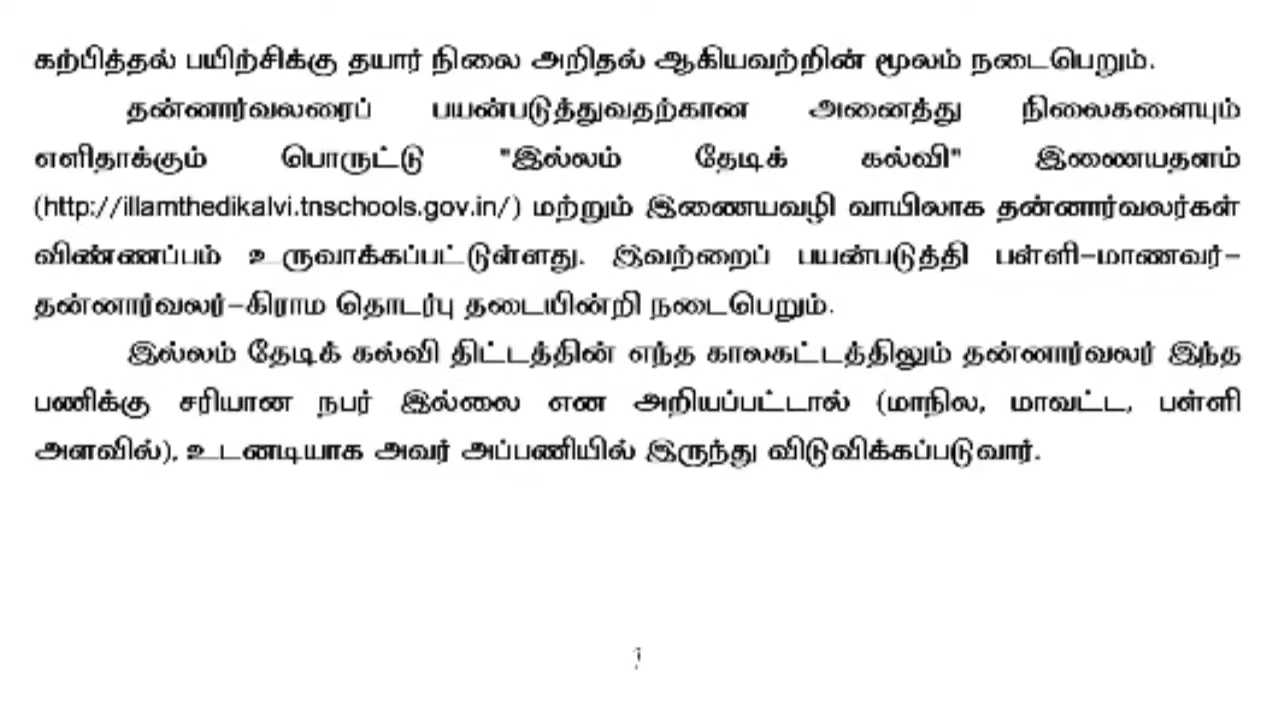 கற்பித்தல் பயிற்சிக்கு தயார் நிலை அறிதல் ஆகியவற்றின் மூலம் நடைபெறும்.
தன்னார்வலரைப் பயன்படுத்துவதற்கான அனைத்து நிலைகளையும்
எளிதாக்கும் பொருட்டு "இல்லம் தேடிக் கல்வி" இணையதளம்
(http://illamthedikalvi.tnschools.gov.in/) மற்றும் இணையவழி வாயிலாக தன்னார்வலர்கள்
விண்ணப்பம் உருவாக்கப்பட்டுள்ளது. இவற்றைப் பயன்படுத்தி பள்ளி-மாணவர்-
தன்னார்வலர்-கிராம தொடர்பு தடையின்றி நடைபெறும்.
இல்லம் தேடிக் கல்வி திட்டத்தின் எந்த காலகட்டத்திலும் தன்னார்வலர் இந்த
பணிக்கு சரியான நபர் இல்லை என அறியப்பட்டால் (மாநில, மாவட்ட, பள்ளி
அளவில்), உடனடியாக அவர் அப்பணியில் இருந்து விடுவிக்கப்படுவார்.